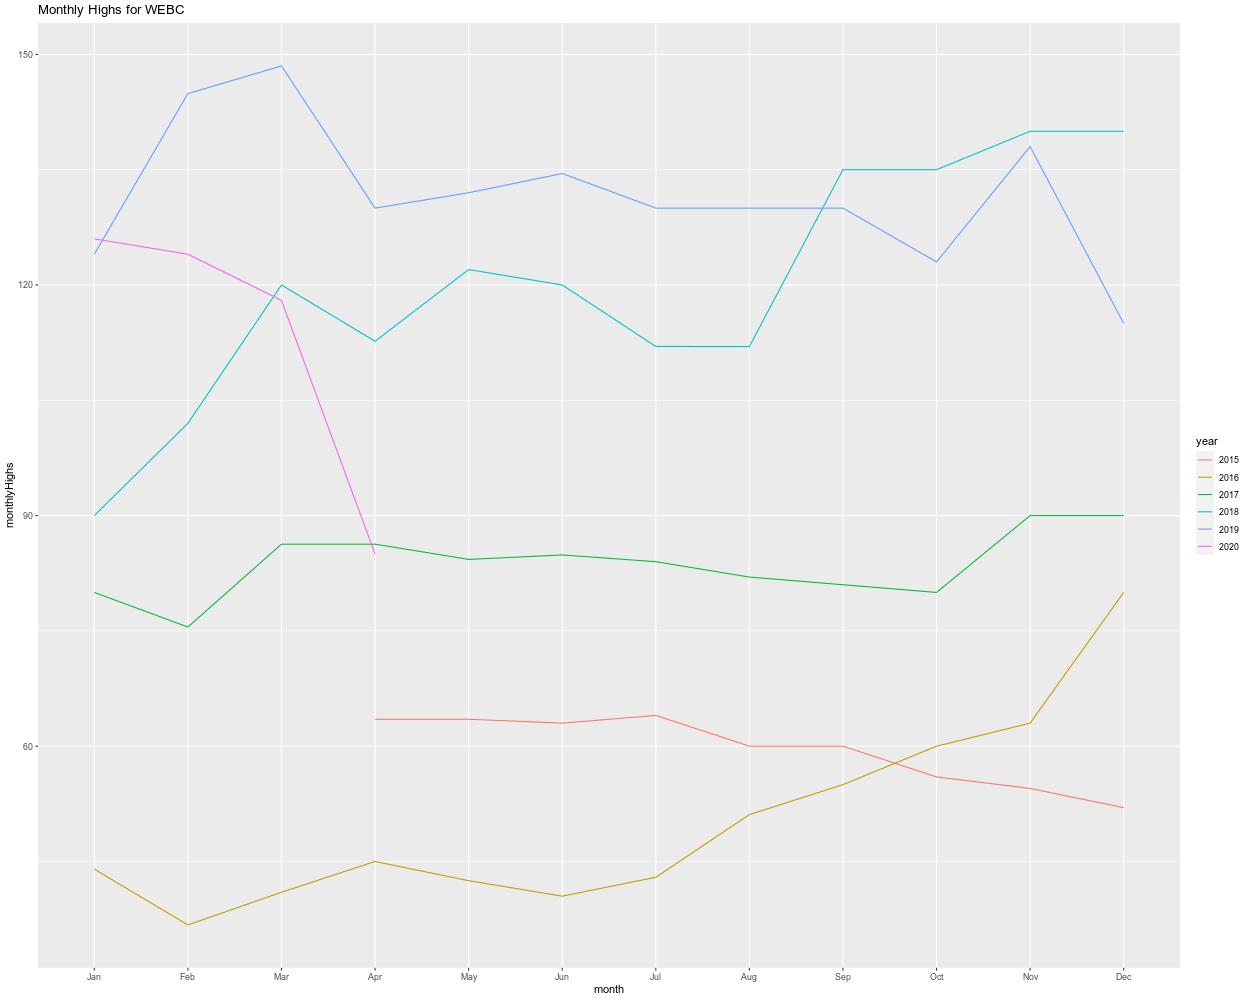 Monthly Highs for WEBC
150
120
90
60
monthlyHighs
Jan Feb Mar Apr May Jun Jul Aug Sep Oct Nov Dec
month
year
2015
2016
2017
2018
2019
2020